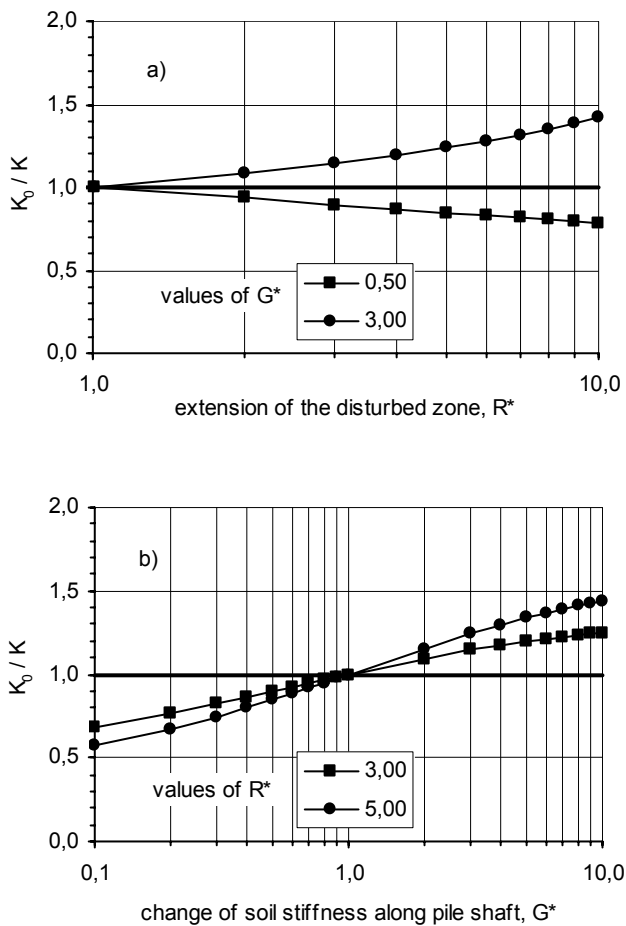 2,0
a)
1,5
1,0
K0 / K
0,5
values of G*
0,50
3,00
0,0
1,0
10,0
extension of the disturbed zone, R*
2,0
b)
1,5
1,0
K0 / K
0,5
values of R*
3,00
5,00
0,0
0,1
1,0
10,0
change of soil stiffness along pile shaft, G*